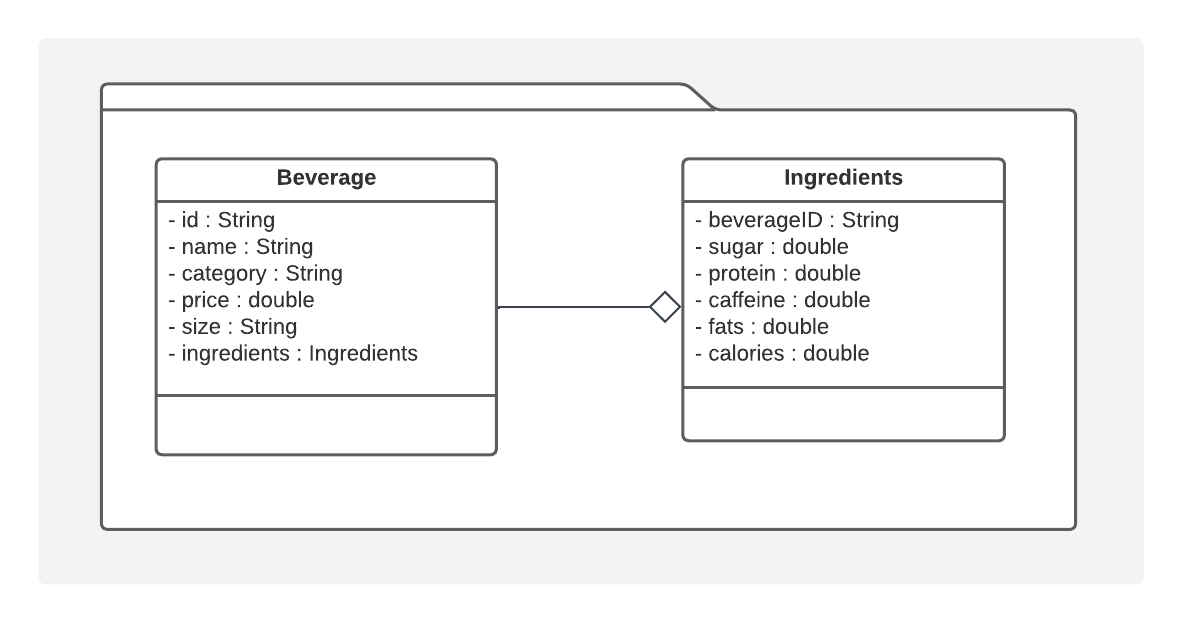 Beverage
- id : String
- name : String
- category : String
- price : double
- size : String
- ingredients : Ingredients
Ingredients
- beverageID : String
- sugar : double
- protein : double
- caffeine : double
- fats : double
- calories : double